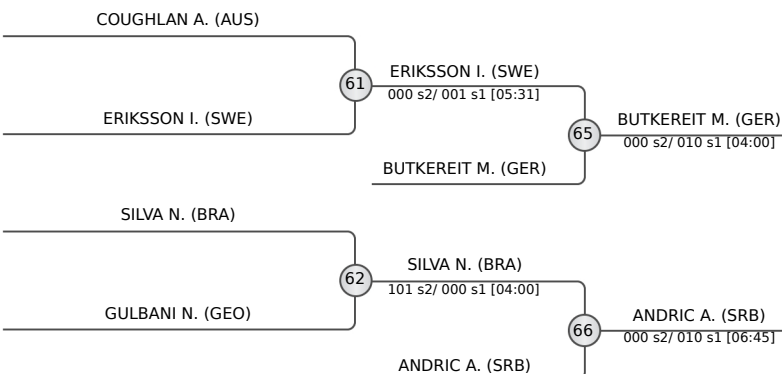 COUGHLAN A. (AUS)
61
ERIKSSON I. (SWE)
000 s2/ 001 s1 [05:31]
ERIKSSON I. (SWE)
65
BUTKEREIT M. (GER)
000 s2/ 010 s1 [04:00]
BUTKEREIT M. (GER)
SILVA N. (BRA)
62
SILVA N. (BRA)
101 s2/ 000 s1 [04:00]
GULBANI N. (GEO)
66
ANDRIC A. (SRB)
000 s2/ 010 s1 [06:45]
ANDRIC A. (SRB)